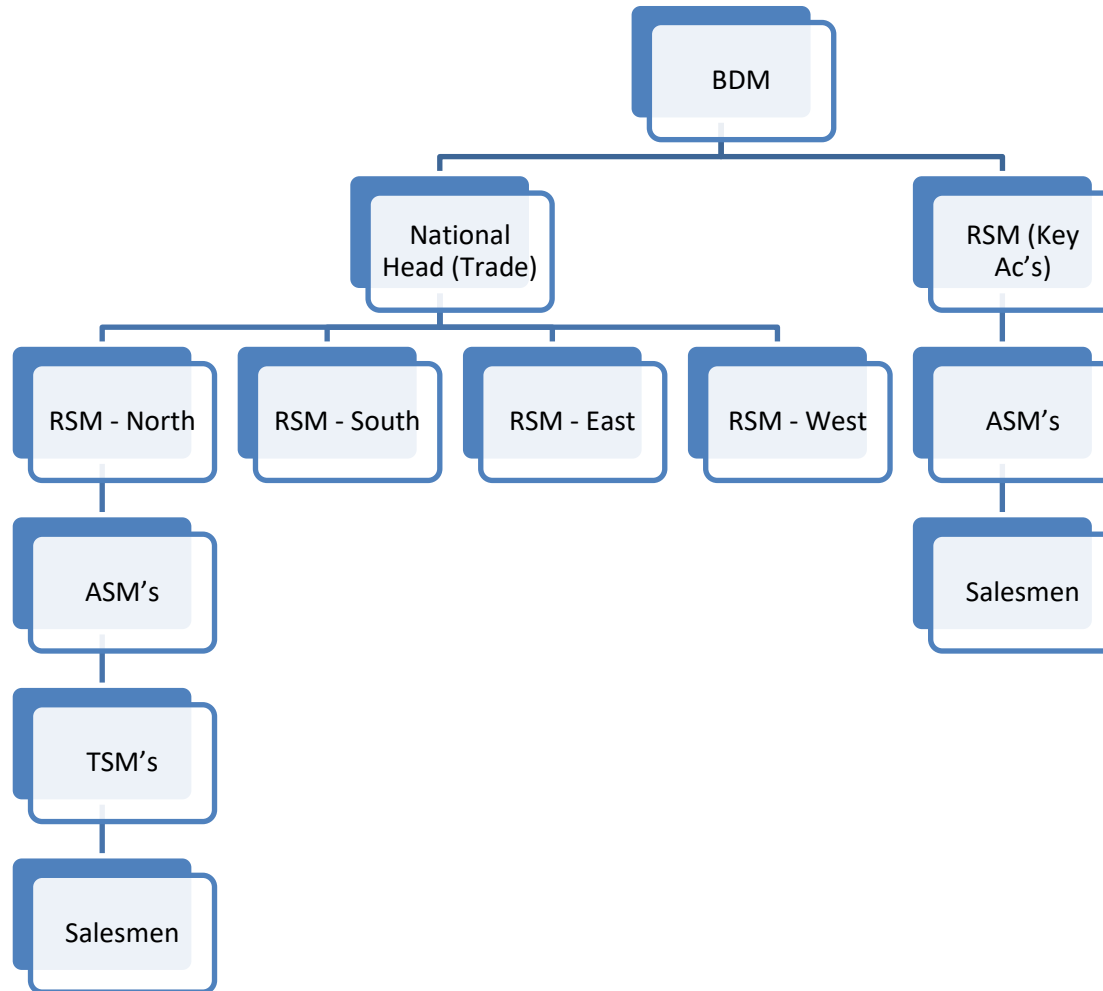 BDM
National
Head (Trade)
RSM (Key
Ac’s)
RSM - North
RSM - South
RSM - East
RSM - West
ASM’s
ASM’s
TSM’s
Salesmen
Salesmen